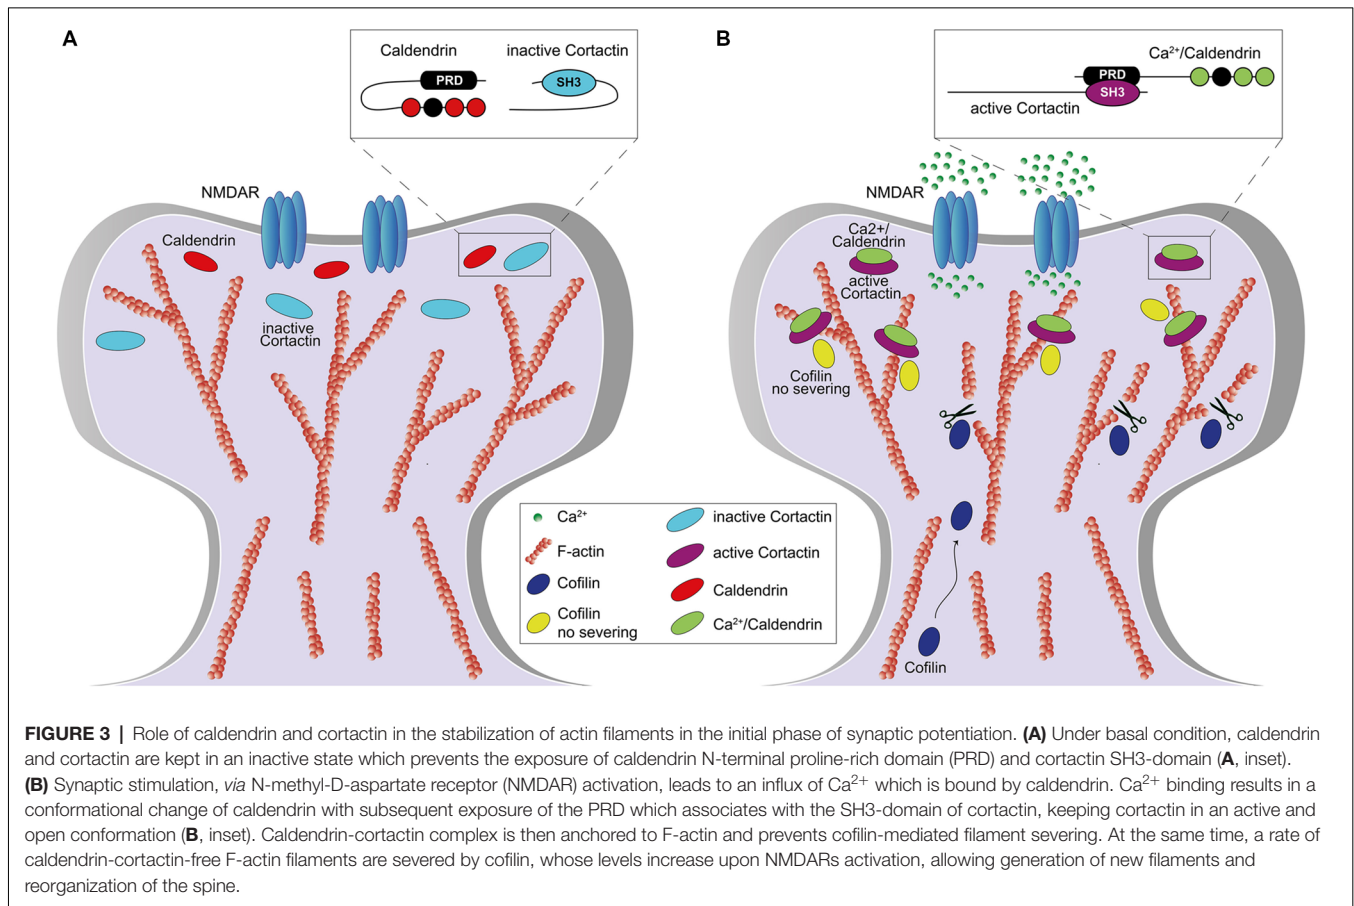 A
Caldendrin
inactive Cortactin
PRD
SH3
NMDAR
Caldendrin
inactive
Cortactin
B
Ca²⁺/Caldendrin
PRD
SH3
active Cortactin
NMDAR
Ca2+/
Caldendrin
active
Cortactin
Cofilin
no severing
Cofilin
Ca²⁺
F-actin
Cofilin
Cofilin
no severing
inactive Cortactin
active Cortactin
Caldendrin
Ca²⁺/Caldendrin
FIGURE 3 | Role of caldendrin and cortactin in the stabilization of actin filaments in the initial phase of synaptic potentiation. (A) Under basal condition, caldendrin
and cortactin are kept in an inactive state which prevents the exposure of caldendrin N-terminal proline-rich domain (PRD) and cortactin SH3-domain (A, inset).
(B) Synaptic stimulation, via N-methyl-D-aspartate receptor (NMDAR) activation, leads to an influx of Ca²⁺ which is bound by caldendrin. Ca²⁺ binding results in a
conformational change of caldendrin with subsequent exposure of the PRD which associates with the SH3-domain of cortactin, keeping cortactin in an active and
open conformation (B, inset). Caldendrin-cortactin complex is then anchored to F-actin and prevents cofilin-mediated filament severing. At the same time, a rate of
caldendrin-cortactin-free F-actin filaments are severed by cofilin, whose levels increase upon NMDARs activation, allowing generation of new filaments and
reorganization of the spine.